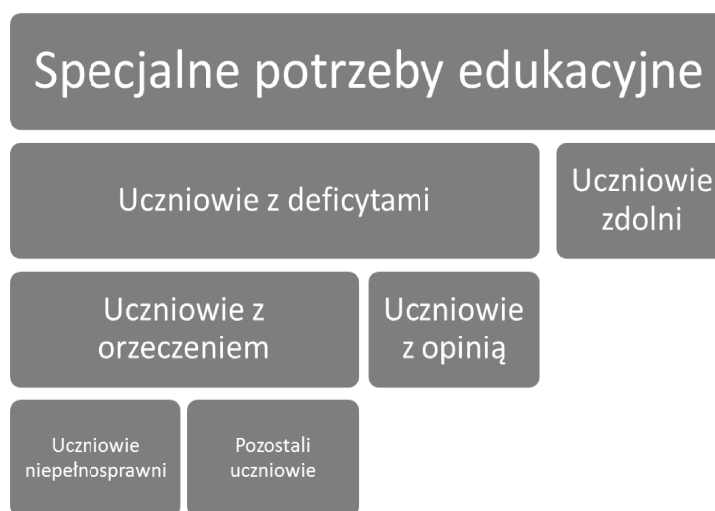 Specjalne potrzeby edukacyjne
Uczniowie z deficytami
Uczniowie
zdolni
Uczniowie z
orzeczeniem
Uczniowie
z opinią
Uczniowie
niepełnosprawni
Pozostali
uczniowie